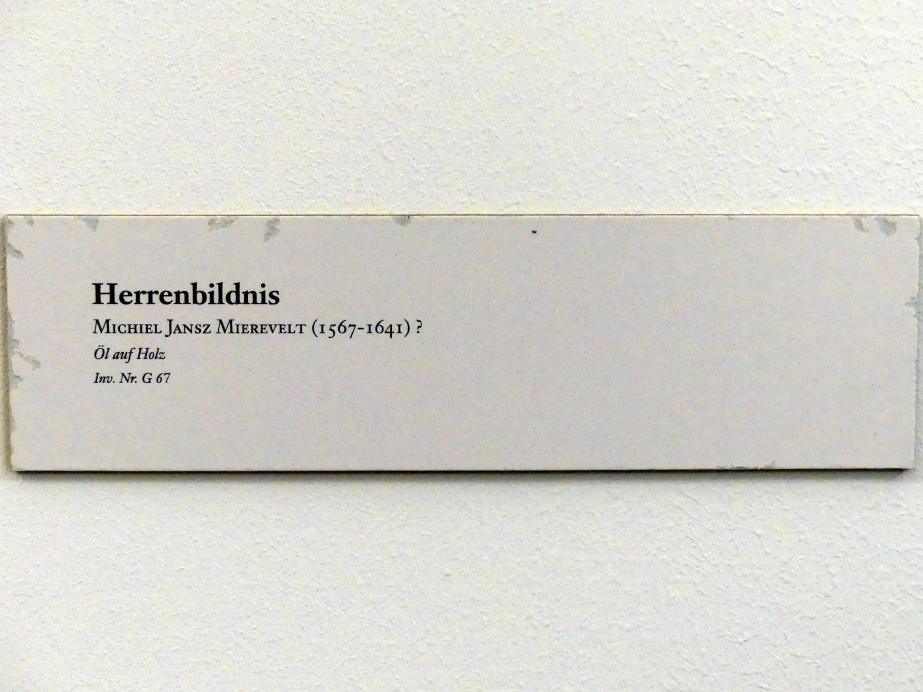 Herrenbildnis
Michiel Jansz Mierevelt (1567-1641) ?
Öl auf Holz
Inv. Nr. G 67